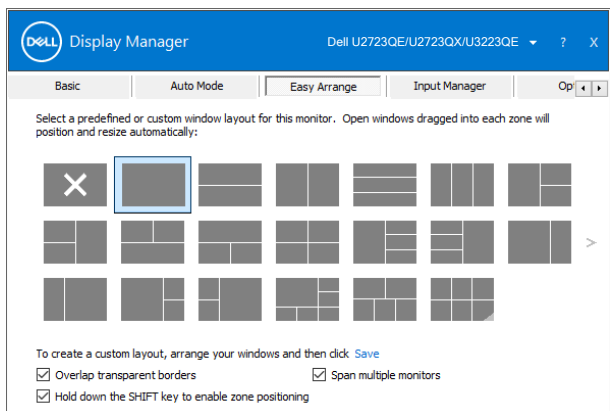 DELL Display Manager Dell U2723QE/U2723QX/U3223QE ? X
Basic Auto Mode Easy Arrange Input Manager Op
Select a predefined or custom window layout for this monitor. Open windows dragged into each zone will
position and resize automatically:
>
To create a custom layout, arrange your windows and then click Save
Overlap transparent borders Span multiple monitors
Hold down the SHIFT key to enable zone positioning